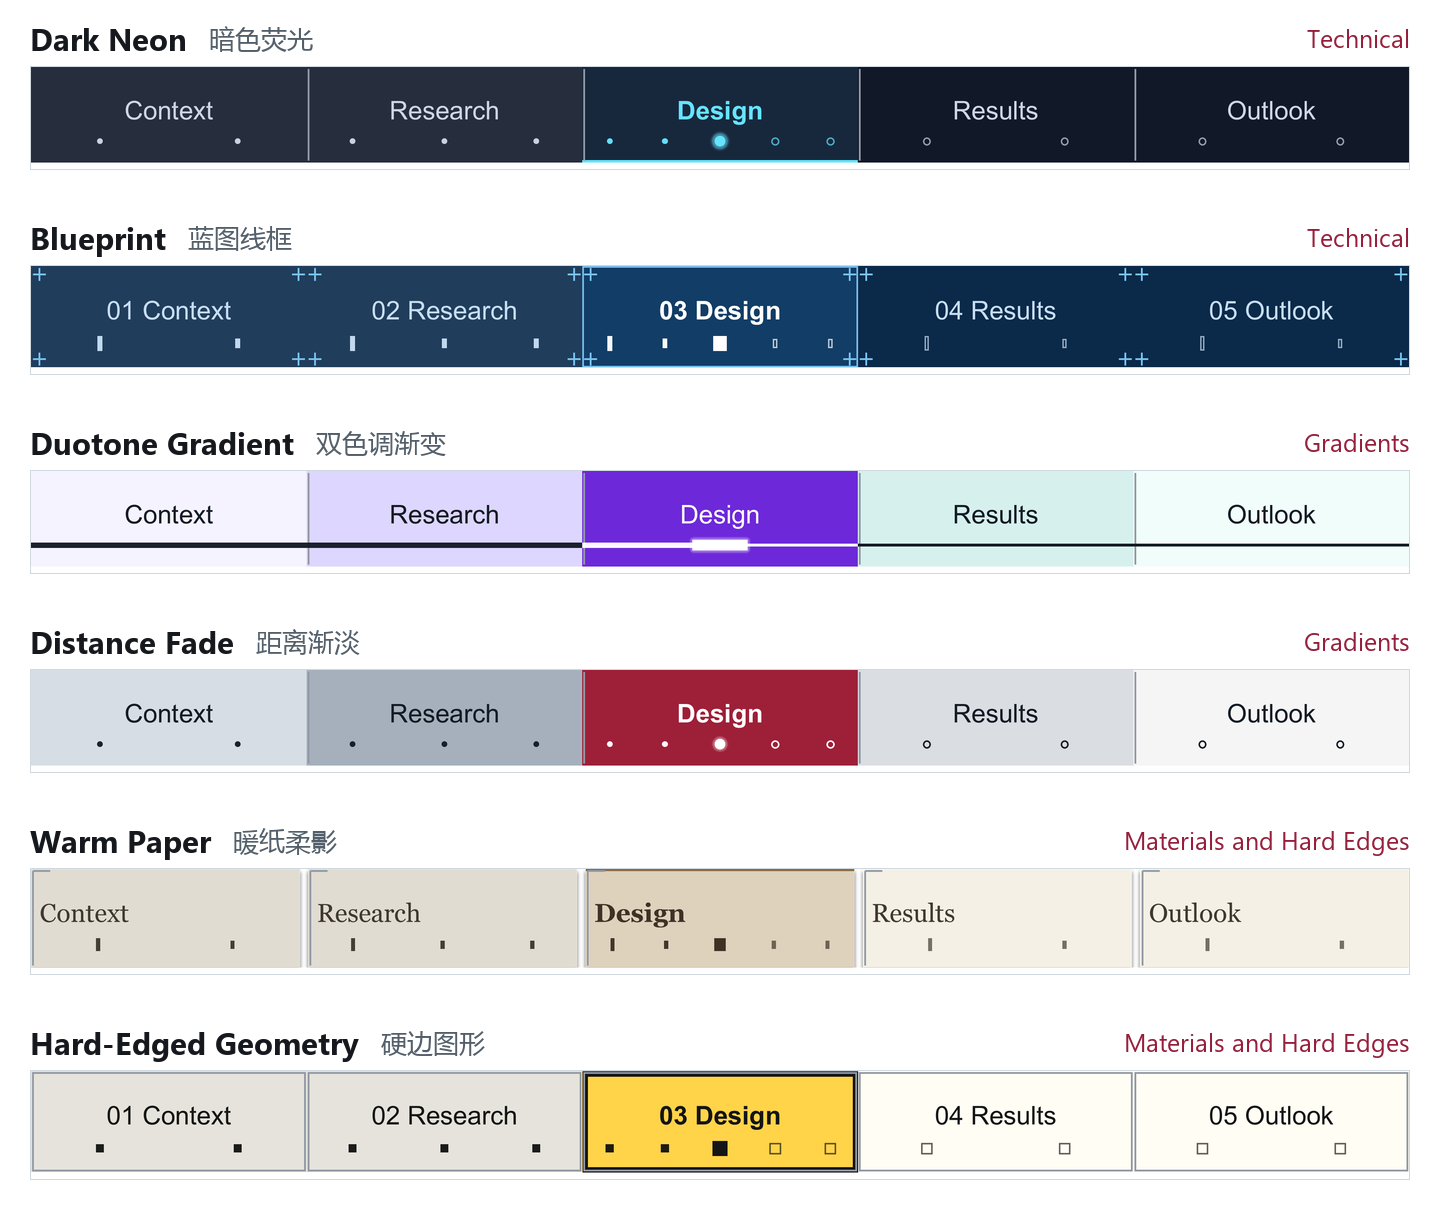 Dark Neon 暗色荧光 Technical
Context Research Design Results Outlook
Blueprint 蓝图线框 Technical
01 Context 02 Research 03 Design 04 Results 05 Outlook
Duotone Gradient 双色调渐变 Gradients
Context Research Design Results Outlook
Distance Fade 距离渐淡 Gradients
Context Research Design Results Outlook
Warm Paper 暖纸柔影 Materials and Hard Edges
Context Research Design Results Outlook
Hard-Edged Geometry 硬边图形 Materials and Hard Edges
01 Context 02 Research 03 Design 04 Results 05 Outlook